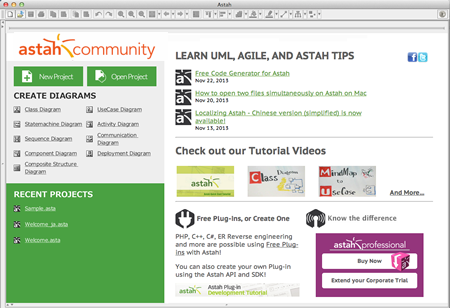 Astah
astah community
New Project
Open Project
CREATE DIAGRAMS
Class Diagram
UseCase Diagram
Statemachine Diagram
Activity Diagram
Sequence Diagram
Communication
Diagram
Component Diagram
Deployment Diagram
Composite Structure
Diagram
RECENT PROJECTS
Sample.asta
Welcome_ja.asta
Welcome.asta
LEARN UML, AGILE, AND ASTAH TIPS
Free Code Generator for Astah
Nov 22, 2013
How to open two files simultaneously on Astah on Mac
Nov 20, 2013
Localizing Astah - Chinese version (simplified) is now
available!
Nov 13, 2013
Check out our Tutorial Videos
astah
Class Diagrams
MindMap
to
UseCase
And More...
Free Plug-ins, or Create One
PHP, C++, C#, ER Reverse engineering
and more are possible using Free Plug-
ins with Astah!
You can also create your own Plug-in
using the Astah API and SDK!
Astah Plug-in
Development Tutorial
Know the difference
astah professional
Buy Now
Extend your Corporate Trial